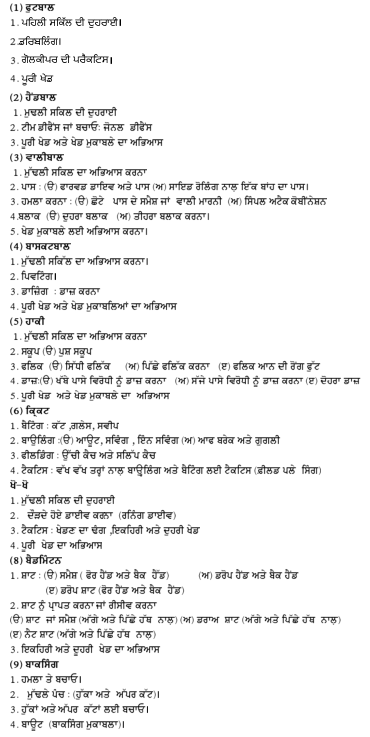 (1) ਫੁਟਬਾਲ
1. ਪਹਿਲੀ ਸਕਿੱਲ ਦੀ ਦੁਹਰਾਈ।
2.ਡਰਿਬਲਿੰਗ।
3. ਗੋਲਕੀਪਰ ਦੀ ਪਰੈਕਟਿਸ।
4. ਪੂਰੀ ਖੇਡ
(2) ਹੈਂਡਬਾਲ
1. ਮੁਢਲੀ ਸਕਿਲ ਦੀ ਦੁਹਰਾਈ
2. ਟੀਮ ਡੀਫੈਂਸ ਜਾਂ ਬਚਾਓ: ਜੋਨਲ ਡੀਫੈਂਸ
3. ਪੂਰੀ ਖੇਡ ਅਤੇ ਖੇਡ ਮੁਕਾਬਲੇ ਦਾ ਅਭਿਆਸ
(3) ਵਾਲੀਬਾਲ
1. ਮੁੱਢਲੀ ਸਕਿਲ ਦਾ ਅਭਿਆਸ ਕਰਨਾ
2. ਪਾਸ : (ੳ) ਫਾਰਵਡ ਡਾਇਵ ਅਤੇ ਪਾਸ (ਅ) ਸਾਇਡ ਰੋਲਿੰਗ ਨਾਲ਼ ਇੱਕ ਬਾਂਹ ਦਾ ਪਾਸ।
3. ਹਮਲਾ ਕਰਨਾ : (ੳ) ਛੋਟੇ ਪਾਸ ਦੇ ਸਮੈਸ਼ ਜਾਂ ਵਾਲੀ ਮਾਰਨੀ (ਅ) ਸਿੰਪਲ ਅਟੈਕ ਕੋਂਬੀਨੇਸ਼ਨ
4.ਬਲਾਕ (ੳ) ਦੁਹਰਾ ਬਲਾਕ (ਅ) ਤੀਹਰਾ ਬਲਾਕ ਕਰਨਾ।
5. ਖੇਡ ਮੁਕਾਬਲੇ ਲਈ ਅਭਿਆਸ ਕਰਨਾ।
(4) ਬਾਸਕਟਬਾਲ
1. ਮੁੱਢਲੀ ਸਕਿੱਲ ਦਾ ਅਭਿਆਸ ਕਰਨਾ।
2. ਪਿਵਟਿੰਗ।
3. ਡਾਜ਼ਿੰਗ : ਡਾਜ਼ ਕਰਨਾ
4. ਪੂਰੀ ਖੇਡ ਅਤੇ ਖੇਡ ਮੁਕਾਬਲਿਆਂ ਦਾ ਅਭਿਆਸ
(5) ਹਾਕੀ
1. ਮੁੱਢਲੀ ਸਕਿਲ ਦਾ ਅਭਿਆਸ ਕਰਨਾ
2. ਸਕੂਪ (ੳ) ਪੁਸ਼ ਸਕੂਪ
3. ਫਲਿਕ (ੳ) ਸਿੱਧੀ ਫਲਿੱਕ (ਅ) ਪਿੱਛੇ ਫਲਿੱਕ ਕਰਨਾ (ੲ) ਫਲਿਕ ਆਨ ਦੀ ਰੌਂਗ ਫੁੱਟ
4. ਡਾਜ਼:(ੳ) ਖੱਬੇ ਪਾਸੇ ਵਿਰੋਧੀ ਨੂੰ ਡਾਜ਼ ਕਰਨਾ (ਅ) ਸੱਜੇ ਪਾਸੇ ਵਿਰੋਧੀ ਨੂੰ ਡਾਜ਼ ਕਰਨਾ (ੲ) ਦੋਹਰਾ ਡਾਜ਼
5. ਪੂਰੀ ਖੇਡ ਅਤੇ ਖੇਡ ਮੁਕਾਬਲੇ ਦਾ ਅਭਿਆਸ
(6) ਕ੍ਰਿਕਟ
1. ਬੈਟਿੰਗ : ਕੱਟ ,ਗਲੇਸ, ਸਵੀਪ
2. ਬਾਊਲਿੰਗ :(ੳ) ਆਊਟ, ਸਵਿੰਗ , ਇੰਨ ਸਵਿੰਗ (ਅ) ਆਫ ਬਰੇਕ ਅਤੇ ਗੁਗਲੀ
3. ਫੀਲਡਿੰਗ : ਉੱਚੀ ਕੈਚ ਅਤੇ ਸਲਿੱਪ ਕੈਚ
4. ਟੈਕਟਿਸ : ਵੱਖ ਵੱਖ ਤਰ੍ਹਾਂ ਨਾਲ਼ ਬਾਊਲਿੰਗ ਅਤੇ ਬੈਟਿੰਗ ਲਈ ਟੈਕਟਿਸ (ਫ਼ੀਲਡ ਪਲੇ ਸਿੰਗ)
ਖੋ-ਖੋ
1. ਮੁੱਢਲੀ ਸਕਿਲ ਦੀ ਦੁਹਰਾਈ
2. ਦੌੜਦੇ ਹੋਏ ਡਾਈਵ ਕਰਨਾ (ਰਨਿੰਗ ਡਾਈਵ)
3. ਟੈਕਟਿਸ : ਖੇਡਣ ਦਾ ਢੰਗ ,ਇਕਹਿਰੀ ਅਤੇ ਦੁਹਰੀ ਖੇਡ
4. ਪੂਰੀ ਖੇਡ ਦਾ ਅਭਿਆਸ
(8) ਬੈਡਮਿੰਟਨ
1. ਸ਼ਾਟ : (ੳ) ਸਮੈਸ਼ ( ਫੋਰ ਹੈਂਡ ਅਤੇ ਬੈਕ ਹੈਂਡ) (ਅ) ਡਰੋਪ ਹੈਂਡ ਅਤੇ ਬੈਕ ਹੈਂਡ
(ੲ) ਡਰੋਪ ਸ਼ਾਟ (ਫੋਰ ਹੈਂਡ ਅਤੇ ਬੈਕ ਹੈਂਡ)
2. ਸ਼ਾਟ ਨੂੰ ਪ੍ਰਾਪਤ ਕਰਨਾ ਜਾਂ ਰੀਸੀਵ ਕਰਨਾ
(ੳ) ਸ਼ਾਟ ਜਾਂ ਸਮੈਸ਼ (ਅੱਗੇ ਅਤੇ ਪਿੱਛੇ ਹੱਥ ਨਾਲ਼) (ਅ) ਡਰਾਅ ਸ਼ਾਟ (ਅੱਗੇ ਅਤੇ ਪਿੱਛੇ ਹੱਥ ਨਾਲ਼)
(ੲ) ਨੈਟ ਸ਼ਾਟ (ਅੱਗੇ ਅਤੇ ਪਿੱਛੇ ਹੱਥ ਨਾਲ਼)
3. ਇਕਹਿਰੀ ਅਤੇ ਦੂਹਰੀ ਖੇਡ ਦਾ ਅਭਿਆਸ
(9) ਬਾਕਸਿੰਗ
1. ਹਮਲਾ ਤੇ ਬਚਾਓ।
2. ਮੁੱਢਲੇ ਪੰਚ : (ਹੁੱਕਾ ਅਤੇ ਅੱਪਰ ਕੱਟ)।
3. ਹੁੱਕਾਂ ਅਤੇ ਅੱਪਰ ਕੱਟਾਂ ਲਈ ਬਚਾਓ।
4. ਬਾਊਟ (ਬਾਕਸਿੰਗ ਮੁਕਾਬਲਾ)।